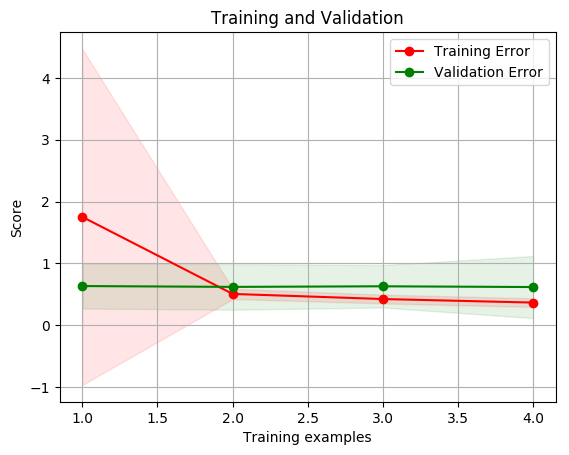 Training and Validation
Training Error
Validation Error
4
3
2
1
0
−1
Score
1.0 1.5 2.0 2.5 3.0 3.5 4.0
Training examples